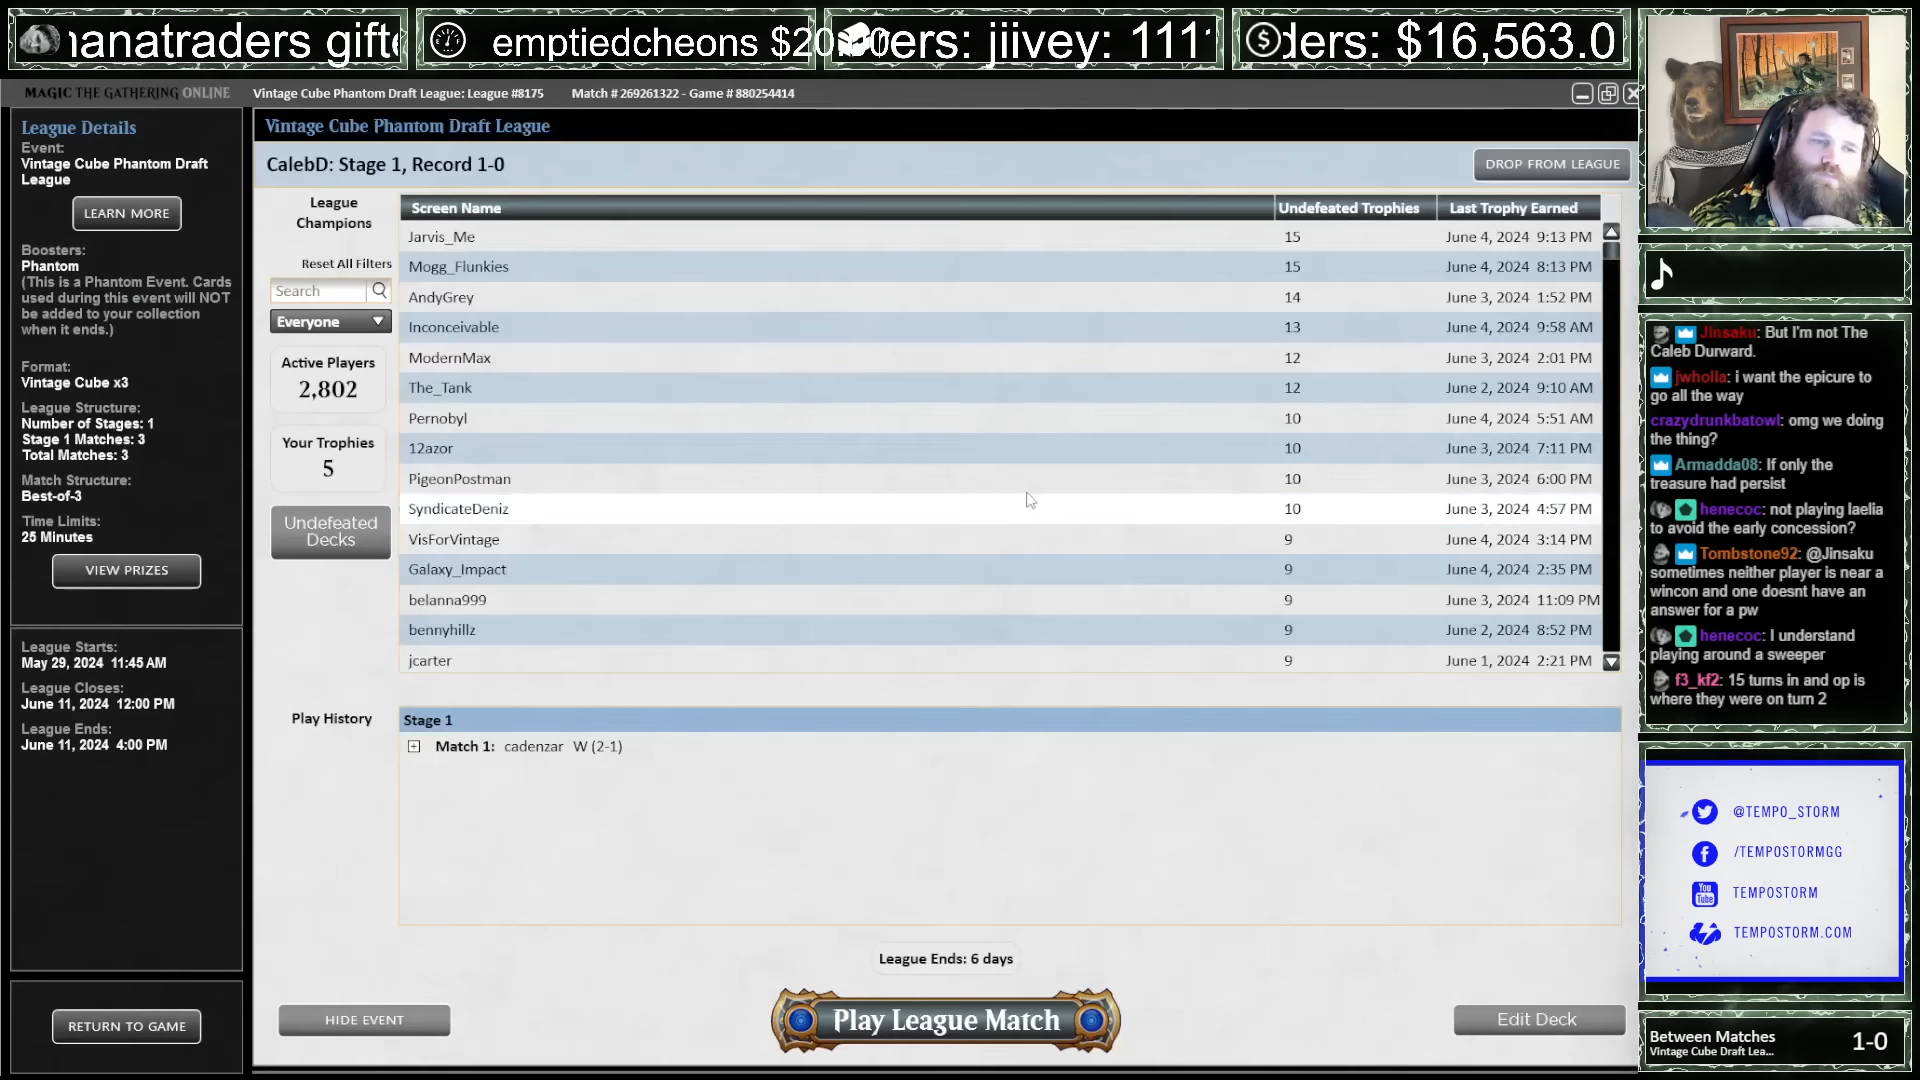 anatraders gifte
emptiedcheons $20
ers: jiivey: 111
ders: $16,563.0
MAGIC THE GATHERING ONLINE
Vintage Cube Phantom Draft League: League #8175
Match # 269261322 - Game # 880254414
League Details
Event:
Vintage Cube Phantom Draft
League
LEARN MORE
Boosters:
Phantom
(This is a Phantom Event. Cards
used during this event will NOT
be added to your collection
when it ends.)
Format:
Vintage Cube x3
League Structure:
Number of Stages: 1
Stage 1 Matches: 3
Total Matches: 3
Match Structure:
Best-of-3
Time Limits:
25 Minutes
VIEW PRIZES
League Starts:
May 29, 2024 11:45 AM
League Closes:
June 11, 2024 12:00 PM
League Ends:
June 11, 2024 4:00 PM
RETURN TO GAME
Vintage Cube Phantom Draft League
CalebD: Stage 1, Record 1-0
DROP FROM LEAGUE
League
Champions
Reset All Filters
Search
Everyone
Active Players
2,802
Your Trophies
5
Undefeated
Decks
Screen Name Undefeated Trophies Last Trophy Earned
Jarvis_Me 15 June 4, 2024 9:13 PM
Mogg_Flunkies 15 June 4, 2024 8:13 PM
AndyGrey 14 June 3, 2024 1:52 PM
Inconceivable 13 June 4, 2024 9:58 AM
ModernMax 12 June 3, 2024 2:01 PM
The_Tank 12 June 2, 2024 9:10 AM
Pernobyl 10 June 4, 2024 5:51 AM
12azor 10 June 3, 2024 7:11 PM
PigeonPostman 10 June 3, 2024 6:00 PM
SyndicateDeniz 10 June 3, 2024 4:57 PM
VisForVintage 9 June 4, 2024 3:14 PM
Galaxy_Impact 9 June 4, 2024 2:35 PM
belanna999 9 June 3, 2024 11:09 PM
bennyhillz 9 June 2, 2024 8:52 PM
jcarter 9 June 1, 2024 2:21 PM
Play History
Stage 1
Match 1: cadenzar W (2-1)
League Ends: 6 days
HIDE EVENT
Play League Match
Edit Deck
Jinsaku: But I'm not The
Caleb Durward.
jwholla: i want the epicure to
go all the way
crazydrunkbatowl: omg we doing
the thing?
Armadda08: If only the
treasure had persist
henecoc: not playing laelia
to avoid the early concession?
Tombstone92: @Jinsaku
sometimes neither player is near a
wincon and one doesnt have an
answer for a pw
henecoc: I understand
playing around a sweeper
f3_kf2: 15 turns in and op is
where they were on turn 2
@TEMPO_STORM
/TEMPOSTORMGG
You
Tube
TEMPOSTORM
TEMPOSTORM.COM
Between Matches
Vintage Cube Draft Lea...
1-0